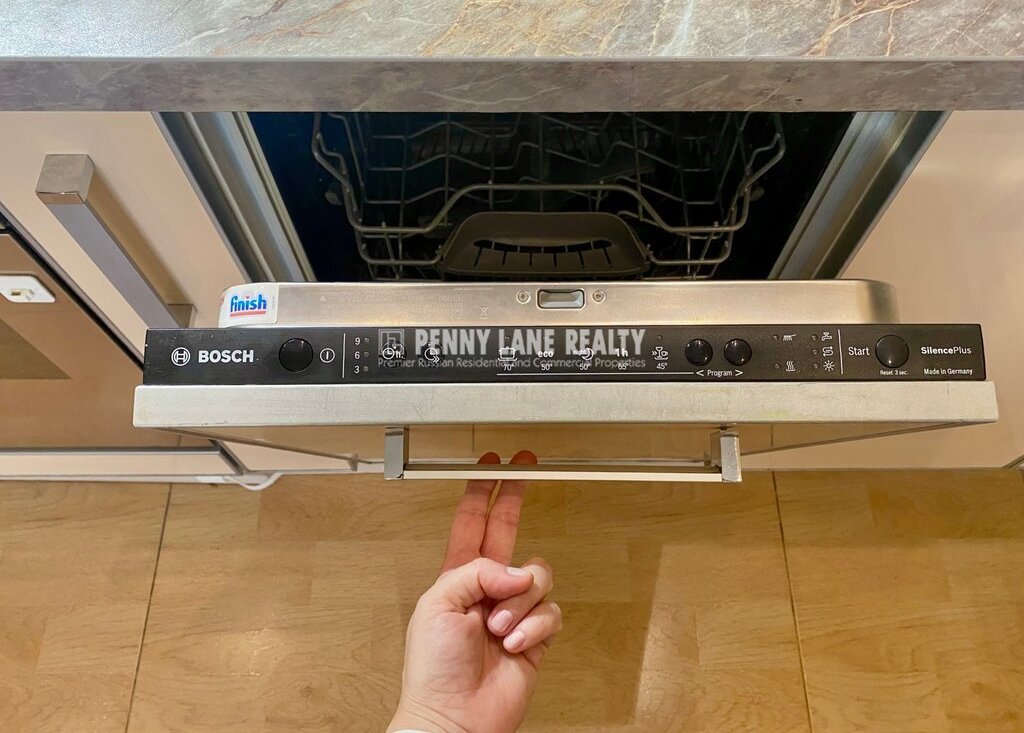 finish
PENNY LANE REALTY
Premier Russian Residential and Commercial Properties
BOSCH
9
6
3
h
70° eco 50° 50° 65° 1h 45°
< Program >
Start
Reset 3 sec.
SilencePlus
Made in Germany